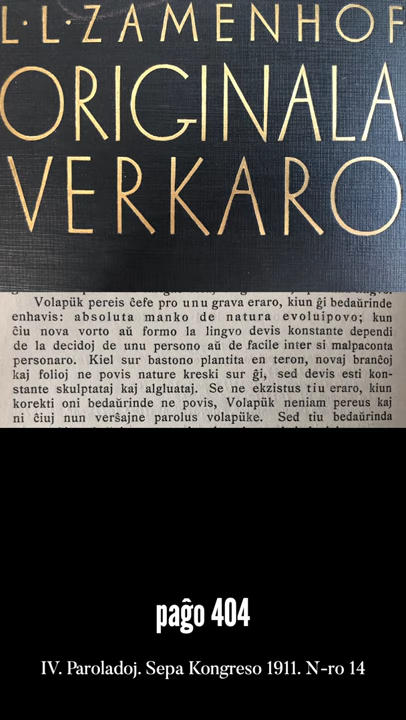 L·L·ZAMENHOF
ORIGINALA
VERKARO
Volapük pereis ĉefe pro unu grava eraro, kiun ĝi bedaŭrinde
enhavis: absoluta manko de natura evoluipovo; kun
ĉiu nova vorto aŭ formo la lingvo devis konstante dependi
de la decidoj de unu persono aŭ de facile inter si malpaconta
personaro. Kiel sur bastono plantita en teron, novaj branĉoj
kaj folioj ne povis nature kreski sur ĝi, sed devis esti kon-
stante skulptataj kaj algluataj. Se ne ekzistus tiu eraro, kiun
korekti oni bedaŭrinde ne povis, Volapük neniam pereus kaj
ni ĉiuj nun verŝajne parolus volapüke. Sed tiu bedaŭrinda
paĝo 404
IV. Paroladoj. Sepa Kongreso 1911. N-ro 14